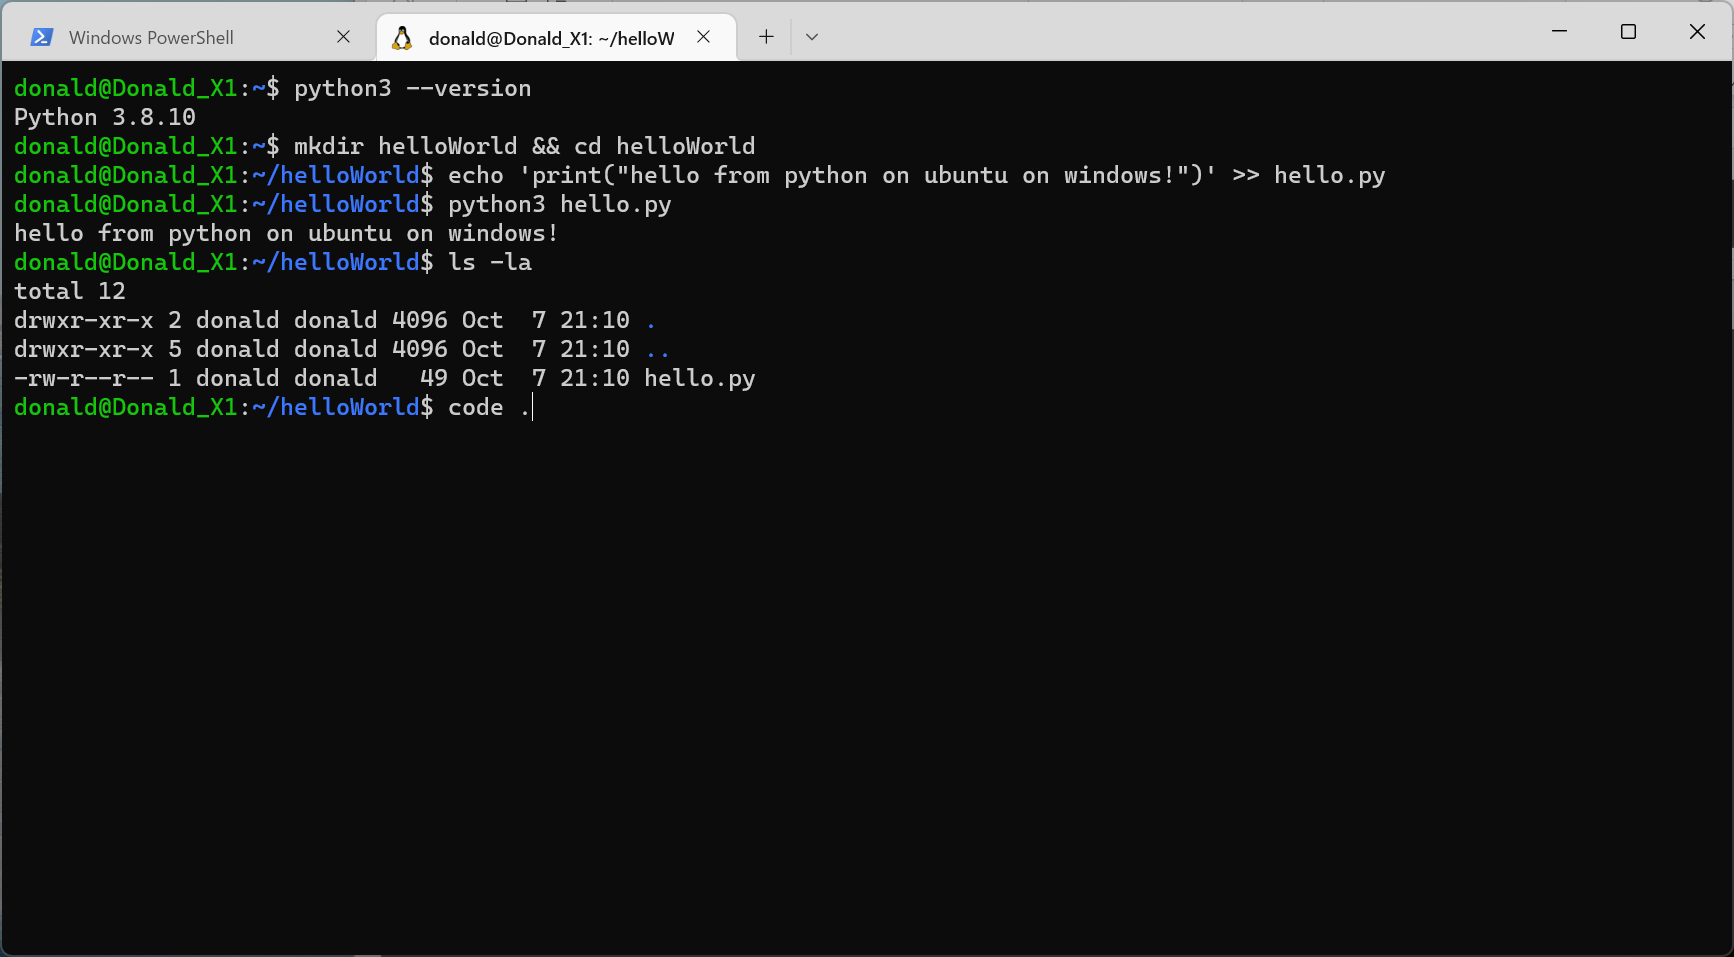 Windows PowerShell
donald@Donald_X1: ~/helloW
donald@Donald_X1:~$ python3 --version
Python 3.8.10
donald@Donald_X1:~$ mkdir helloWorld && cd helloWorld
donald@Donald_X1:~/helloWorld$ echo 'print("hello from python on ubuntu on windows!")' >> hello.py
donald@Donald_X1:~/helloWorld$ python3 hello.py
hello from python on ubuntu on windows!
donald@Donald_X1:~/helloWorld$ ls -la
total 12
drwxr-xr-x 2 donald donald 4096 Oct  7 21:10 .
drwxr-xr-x 5 donald donald 4096 Oct  7 21:10 ..
-rw-r--r-- 1 donald donald   49 Oct  7 21:10 hello.py
donald@Donald_X1:~/helloWorld$ code .